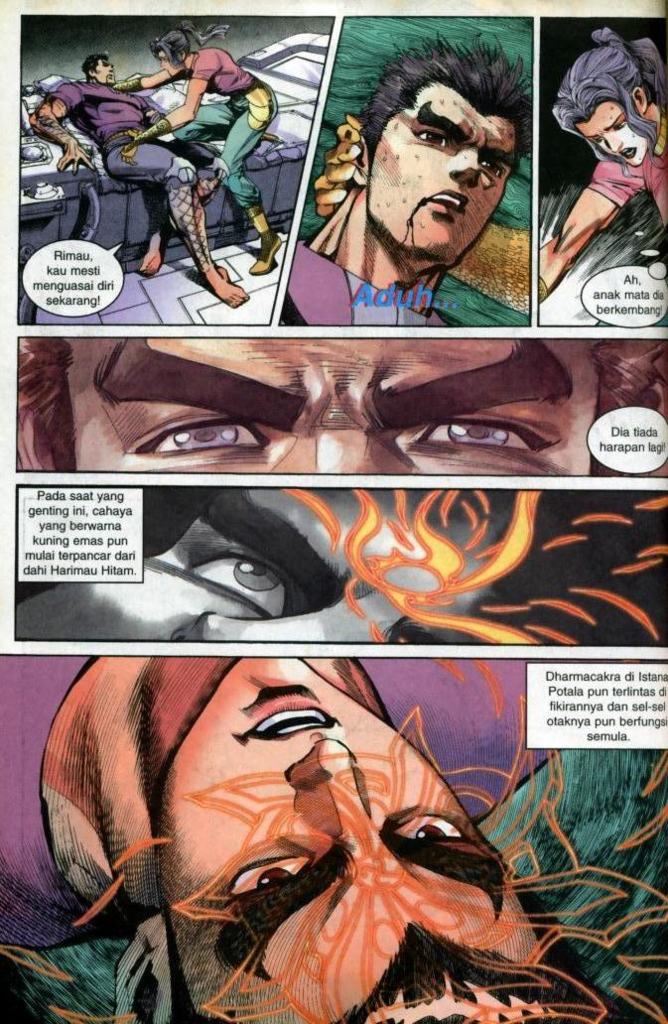 Rimau,
kau mesti
menguasai diri
sekarang!
Aduh...
Ah,
anak mata dia
berkembang!
Dia tiada
harapan lagi!
Pada saat yang
genting ini, cahaya
yang berwarna
kuning emas pun
mulai terpancar dari
dahi Harimau Hitam.
Dharmacakra di Istana
Potala pun terlintas di
fikirannya dan sel-sel
otaknya pun berfungsi
semula.